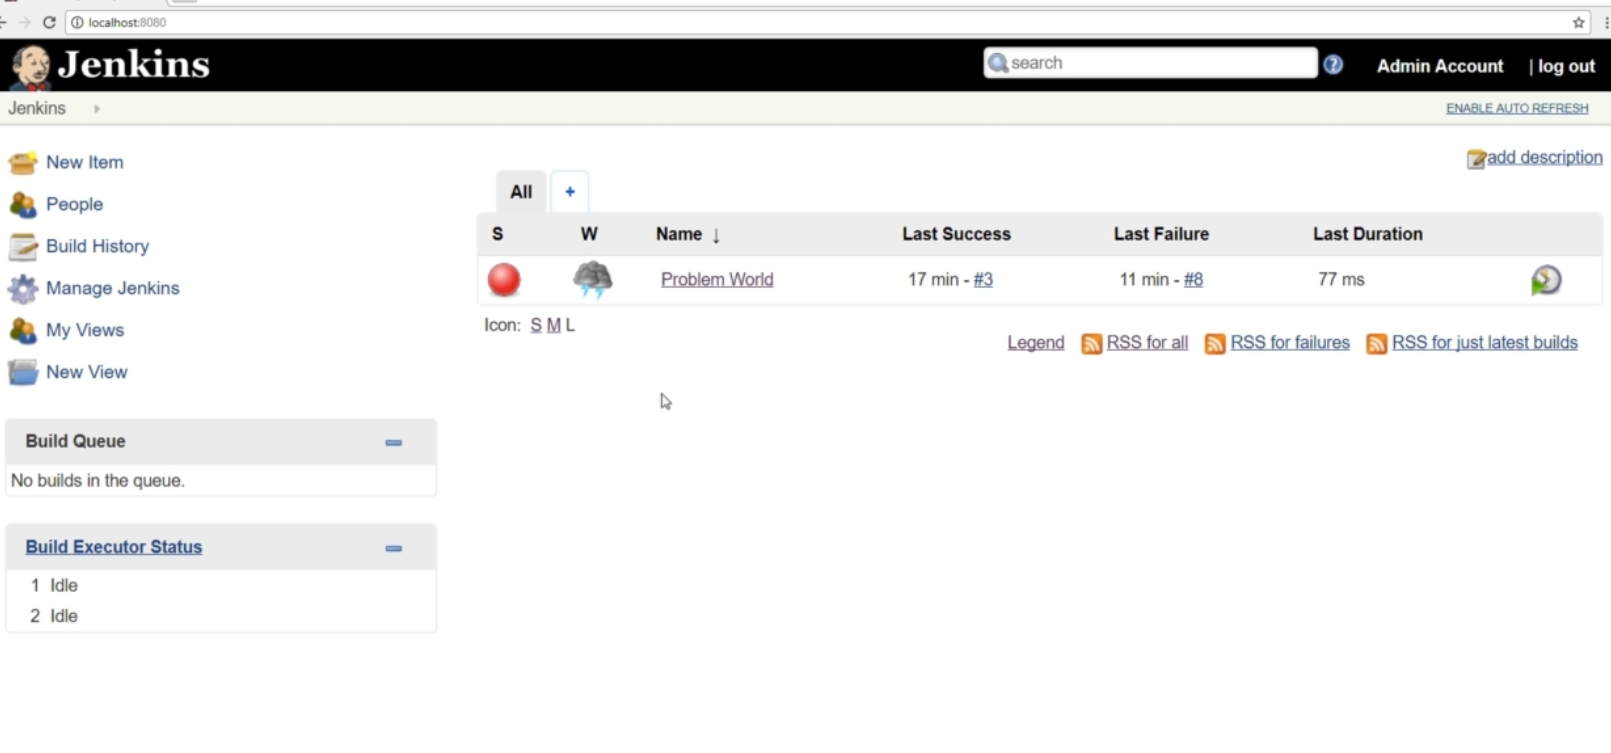 localhost:8080
Jenkins
search
Admin Account | log out
Jenkins
ENABLE AUTO REFRESH
New Item
People
Build History
Manage Jenkins
My Views
New View
add description
All +
S W Name ↓ Last Success Last Failure Last Duration
Problem World 17 min - #3 11 min - #8 77 ms
Icon: S M L
Legend RSS for all RSS for failures RSS for just latest builds
Build Queue
No builds in the queue.
Build Executor Status
1 Idle
2 Idle